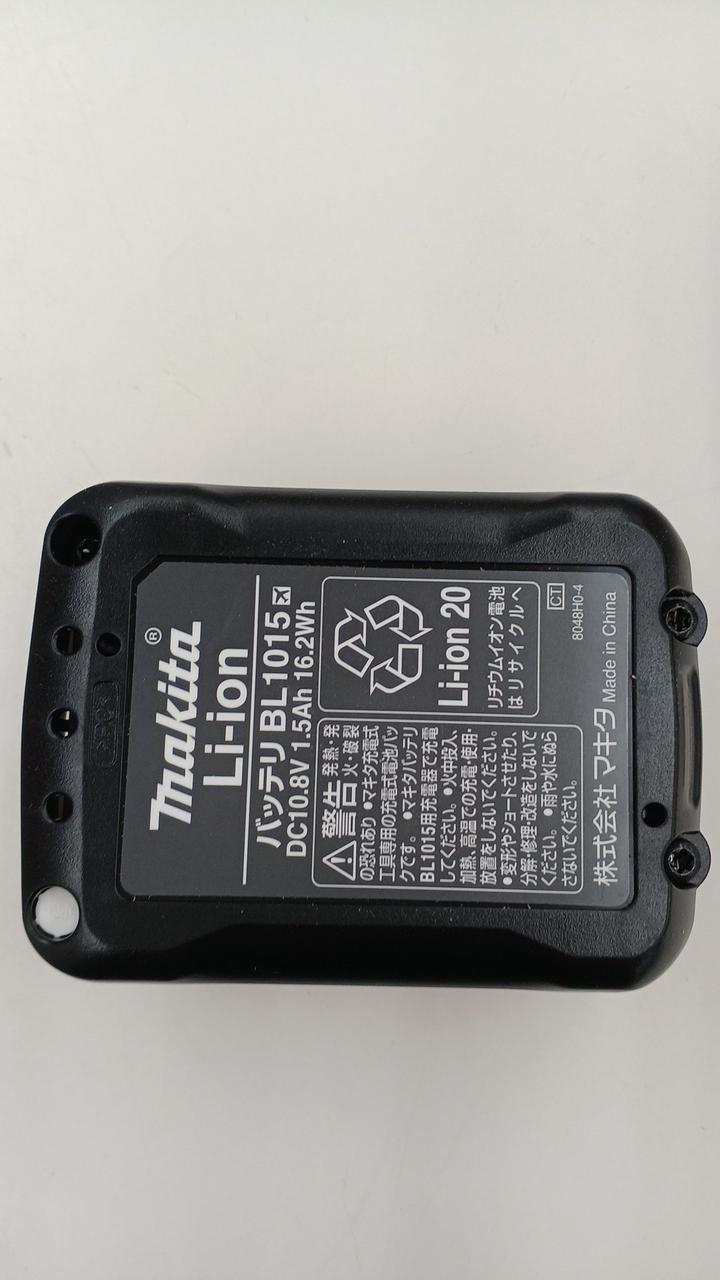 makita®
Li-ion
バッテリ BL1015
DC10.8V 1.5Ah 16.2Wh
警告 発熱・発
火・破裂
の恐れあり ●マキタ充電式
工具専用の充電式電池パッ
クです。 ●マキタバッテリ
BL1015用充電器で充電
してください。●火中投入、
加熱、高温での充電・使用・
放置をしないでください。
●変形やショートさせたり、
分解・修理・改造をしないで
ください。 ●雨や水にぬら
さないでください。
Li-ion 20
リチウムイオン電池
はリサイクルへ
CT
8048H0-4
株式会社 マキタ Made in China